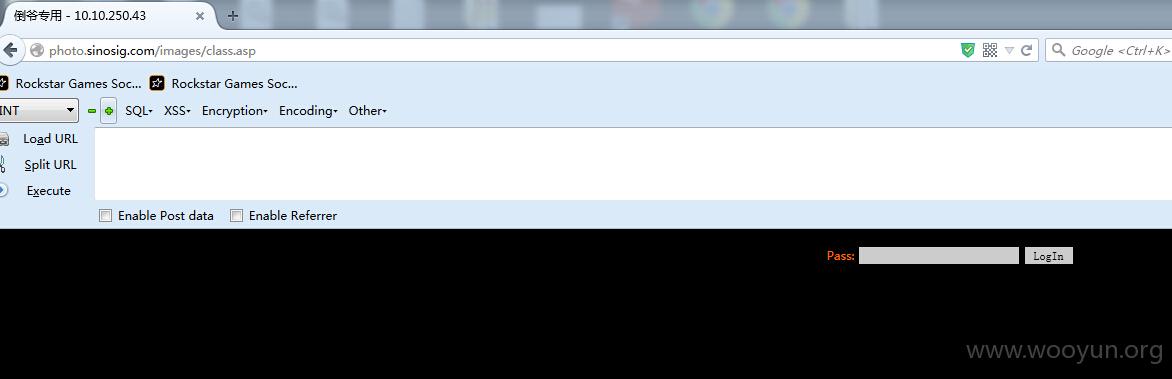 倒爷专用 - 10.10.250.43
photo.sinosig.com/images/class.asp
Google <Ctrl+K>
Rockstar Games Soc... Rockstar Games Soc...
INT SQL XSS Encryption Encoding Other
Load URL
Split URL
Execute
Enable Post data Enable Referrer
Pass: LogIn
www.wooyun.org